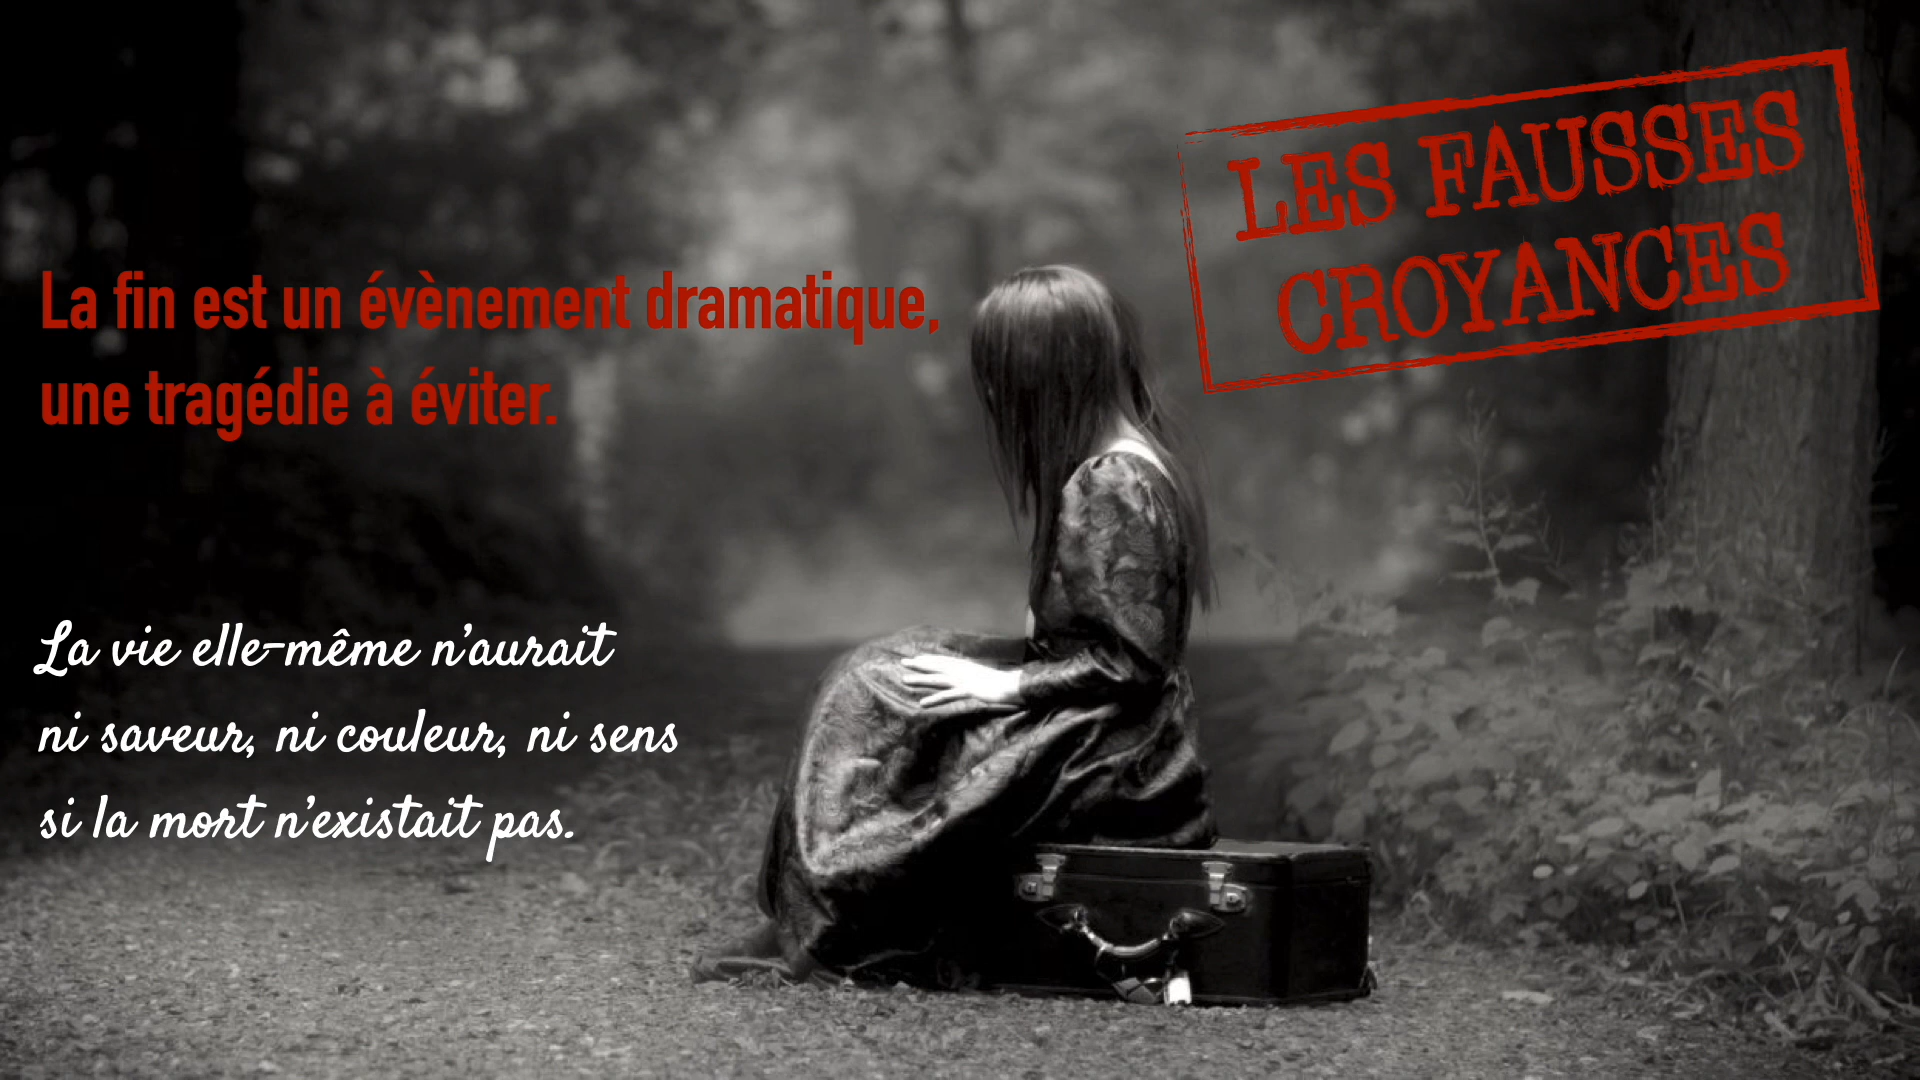 LES FAUSSES
CROYANCES
La fin est un évènement dramatique,
une tragédie à éviter.
La vie elle-même n'aurait
ni saveur, ni couleur, ni sens
si la mort n'existait pas.